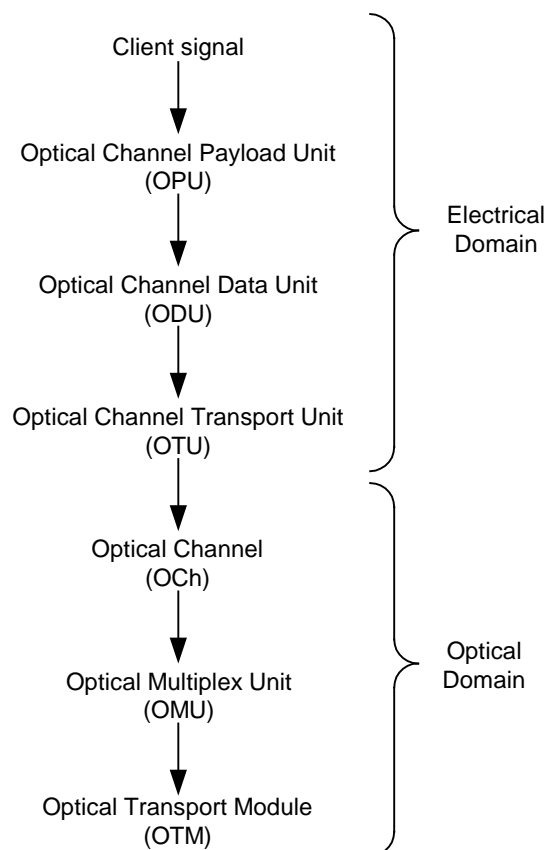 Client signal
Optical Channel Payload Unit
(OPU)
Electrical
Domain
Optical Channel Data Unit
(ODU)
Optical Channel Transport Unit
(OTU)
Optical Channel
(OCh)
Optical
Domain
Optical Multiplex Unit
(OMU)
Optical Transport Module
(OTM)